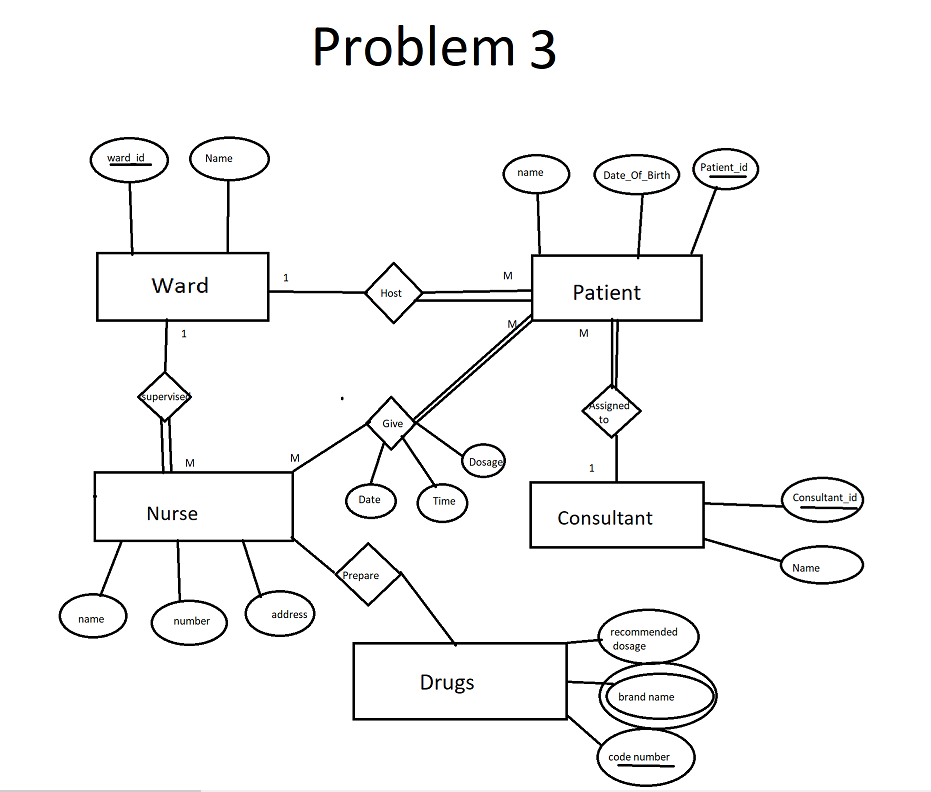 Problem 3
ward_id
Name
name
Date_Of_Birth
Patient_id
Ward
1
Host
M
Patient
1
M
M
supervised
Give
Assigned
to
M
M
Dosage
1
Date
Time
Nurse
Consultant
Consultant_id
Name
Prepare
name
number
address
recommended
dosage
Drugs
brand name
code number